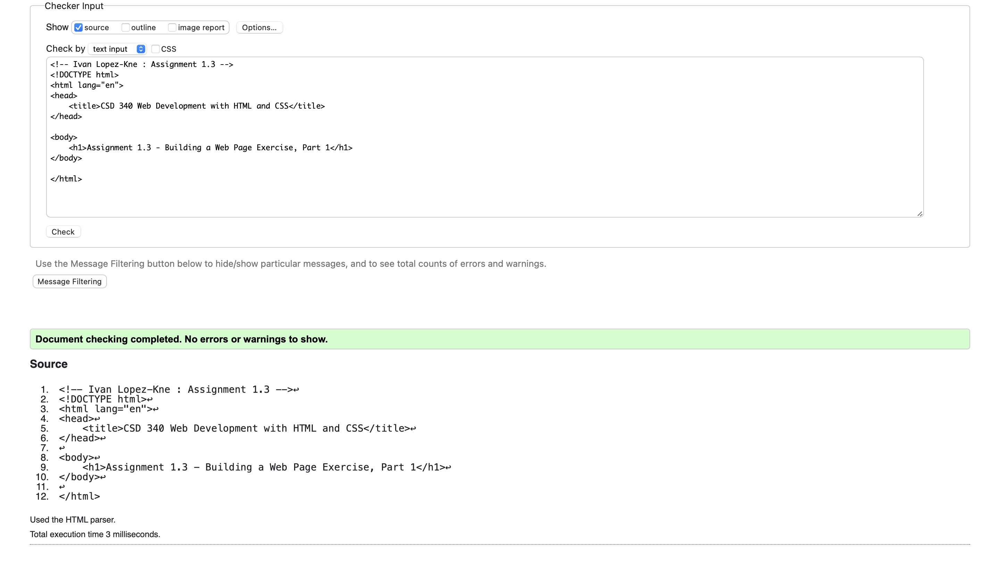 Checker Input
Show source outline image report Options...
Check by text input CSS
<!-- Ivan Lopez-Kne : Assignment 1.3 -->
<!DOCTYPE html>
<html lang="en">
<head>
    <title>CSD 340 Web Development with HTML and CSS</title>
</head>

<body>
    <h1>Assignment 1.3 - Building a Web Page Exercise, Part 1</h1>
</body>

</html>
Check
Use the Message Filtering button below to hide/show particular messages, and to see total counts of errors and warnings.
Message Filtering
Document checking completed. No errors or warnings to show.
Source
1. <!-- Ivan Lopez-Kne : Assignment 1.3 -->↩
2. <!DOCTYPE html>↩
3. <html lang="en">↩
4. <head>↩
5.     <title>CSD 340 Web Development with HTML and CSS</title>↩
6. </head>↩
7. ↩
8. <body>↩
9.     <h1>Assignment 1.3 - Building a Web Page Exercise, Part 1</h1>↩
10. </body>↩
11. ↩
12. </html>
Used the HTML parser.
Total execution time 3 milliseconds.